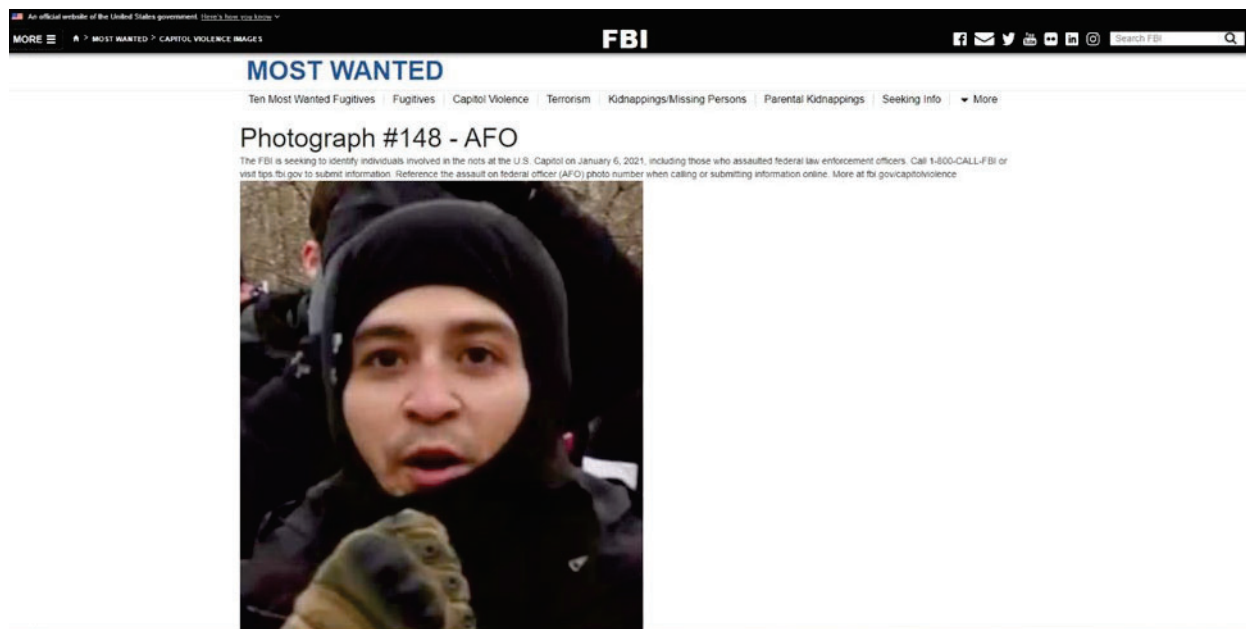 An official website of the United States government. Here's how you know
MORE MOST WANTED > CAPITOL VIOLENCE IMAGES FBI Search FBI
MOST WANTED
Ten Most Wanted Fugitives Fugitives Capitol Violence Terrorism Kidnappings/Missing Persons Parental Kidnappings Seeking Info More
Photograph #148 - AFO
The FBI is seeking to identify individuals involved in the riots at the U.S. Capitol on January 6, 2021, including those who assaulted federal law enforcement officers. Call 1-800-CALL-FBI or
visit tips.fbi.gov to submit information. Reference the assault on federal officer (AFO) photo number when calling or submitting information online. More at fbi.gov/capitolviolence